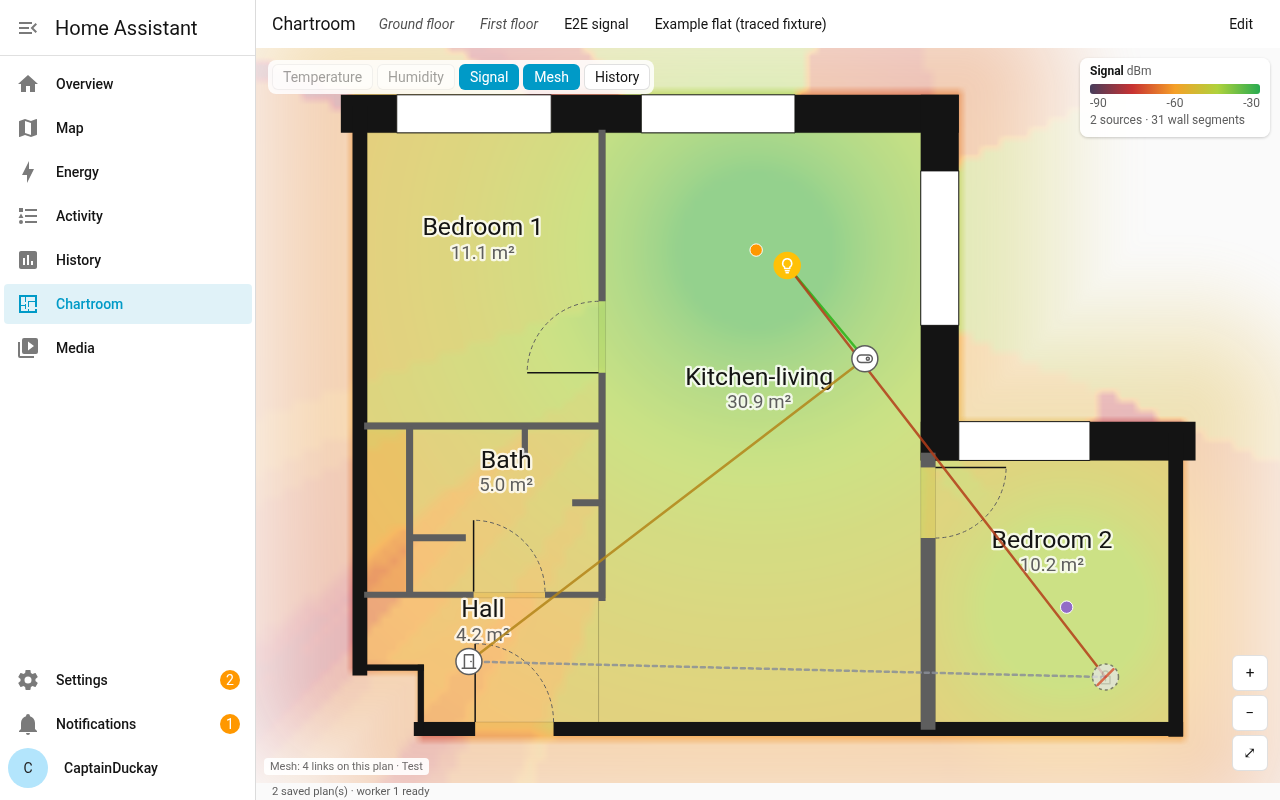 Home Assistant
Overview
Map
Energy
Activity
History
Chartroom
Media
Settings 2
Notifications 1
C CaptainDuckay
Chartroom Ground floor First floor E2E signal Example flat (traced fixture) Edit
Temperature Humidity Signal Mesh History
Signal dBm
-90 -60 -30
2 sources · 31 wall segments
Bedroom 1
11.1 m²
Kitchen-living
30.9 m²
Bath
5.0 m²
Bedroom 2
10.2 m²
Hall
4.2 m²
+
−
Mesh: 4 links on this plan · Test
2 saved plan(s) · worker 1 ready